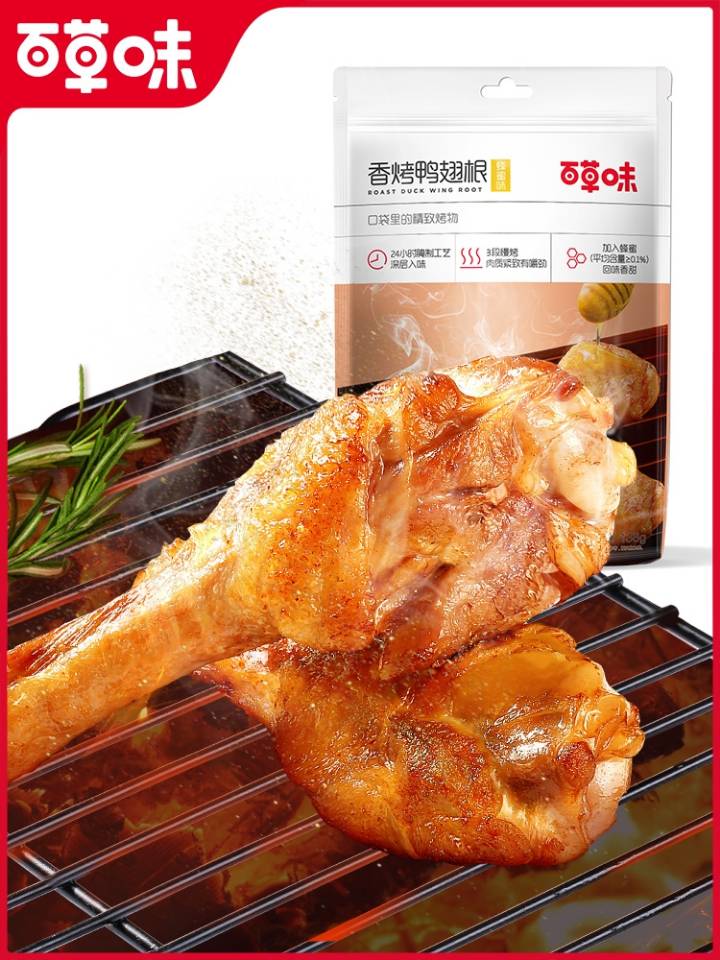 百草味
香烤鸭翅根
蜂蜜味
ROAST DUCK WING ROOT
百草味
口袋里的精致烤物
24小时腌制工艺
深层入味
3段慢烤
肉质紧致有嚼劲
加入蜂蜜
(平均含量≥0.1%)
回味香甜